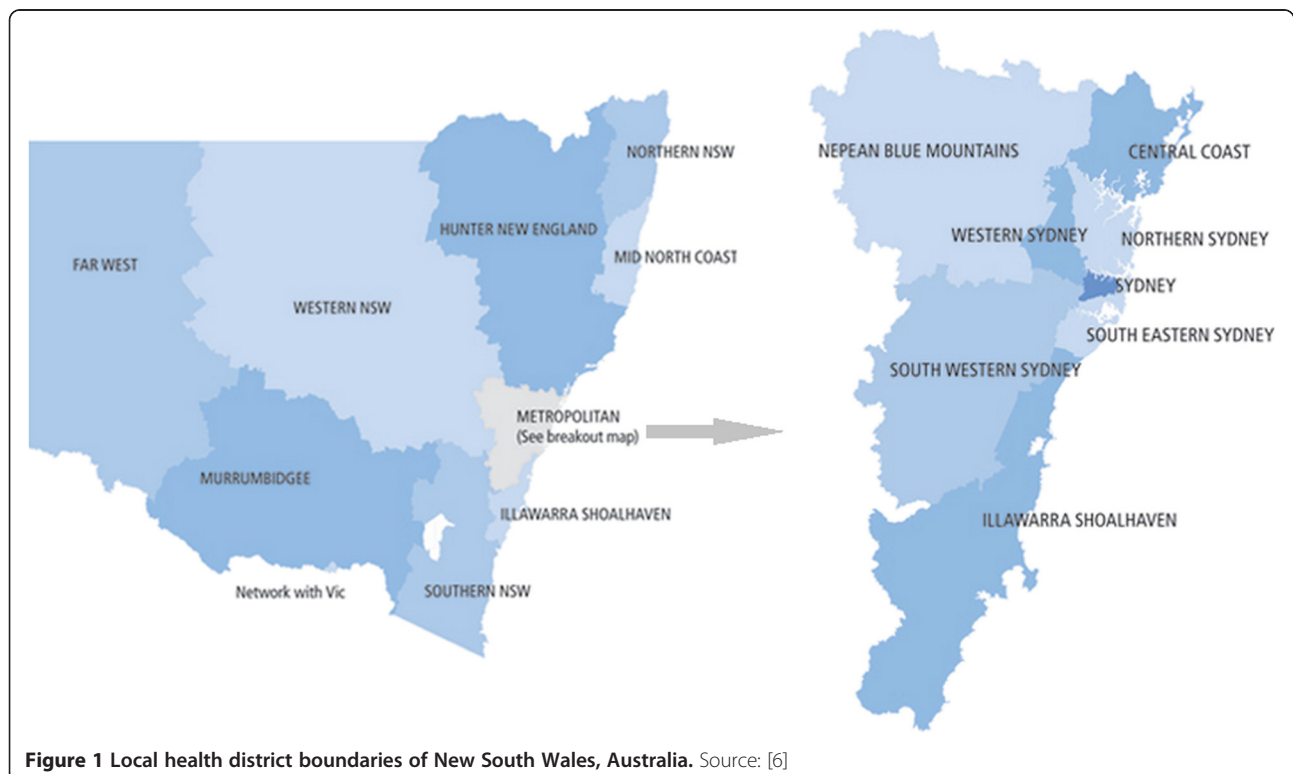 NORTHERN NSW
HUNTER NEW ENGLAND
MID NORTH COAST
FAR WEST
WESTERN NSW
METROPOLITAN
(See breakout map)
MURRUMBIDGEE
ILLAWARRA SHOALHAVEN
Network with Vic
SOUTHERN NSW
NEPEAN BLUE MOUNTAINS
CENTRAL COAST
WESTERN SYDNEY
NORTHERN SYDNEY
SYDNEY
SOUTH EASTERN SYDNEY
SOUTH WESTERN SYDNEY
ILLAWARRA SHOALHAVEN
Figure 1 Local health district boundaries of New South Wales, Australia. Source: [6]